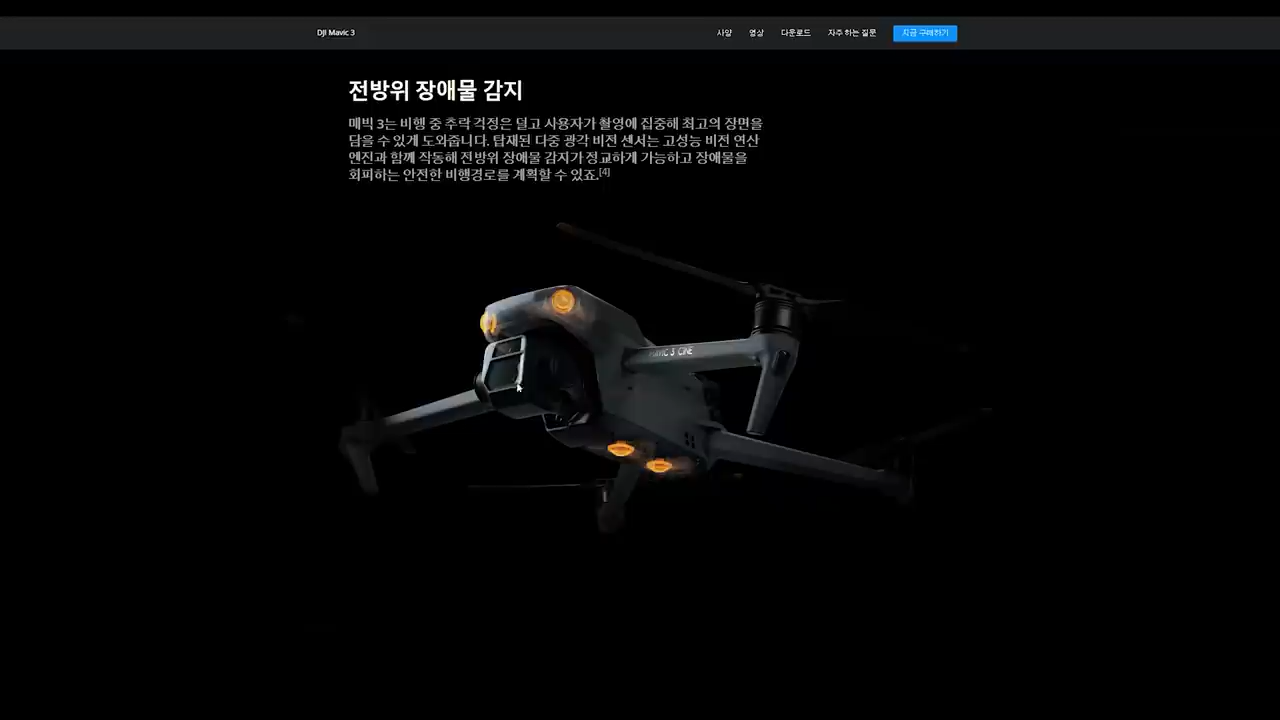 DJI Mavic 3
사양 영상 다운로드 자주 하는 질문 지금 구매하기
전방위 장애물 감지
매빅 3는 비행 중 추락 걱정은 덜고 사용자가 촬영에 집중해 최고의 장면을
담을 수 있게 도와줍니다. 탑재된 다중 광각 비전 센서는 고성능 비전 연산
엔진과 함께 작동해 전방위 장애물 감지가 정교하게 가능하고 장애물을
회피하는 안전한 비행경로를 계획할 수 있죠.[4]
MAVIC 3 CINE